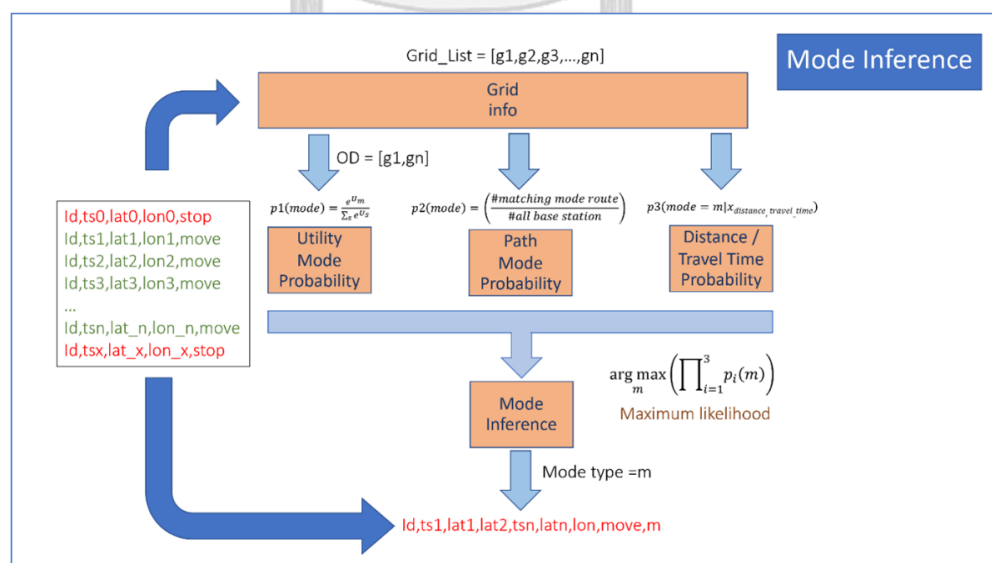 Grid_List = [g1,g2,g3,...,gn]
Mode Inference
Grid
info
OD = [g1,gn]
p1(mode) = e^{U_m} / ∑_s e^{U_s}
p2(mode) = (#matching mode route / #all base station)
p3(mode = m|x_{distance,travel_time})
Utility
Mode
Probability
Path
Mode
Probability
Distance /
Travel Time
Probability
Id,ts0,lat0,lon0,stop
Id,ts1,lat1,lon1,move
Id,ts2,lat2,lon2,move
Id,ts3,lat3,lon3,move
...
Id,tsn,lat_n,lon_n,move
Id,tsx,lat_x,lon_x,stop
arg max_m (∏_{i=1}^{3} p_i(m))
Maximum likelihood
Mode
Inference
Mode type =m
Id,ts1,lat1,lat2,tsn,latn,lon,move,m